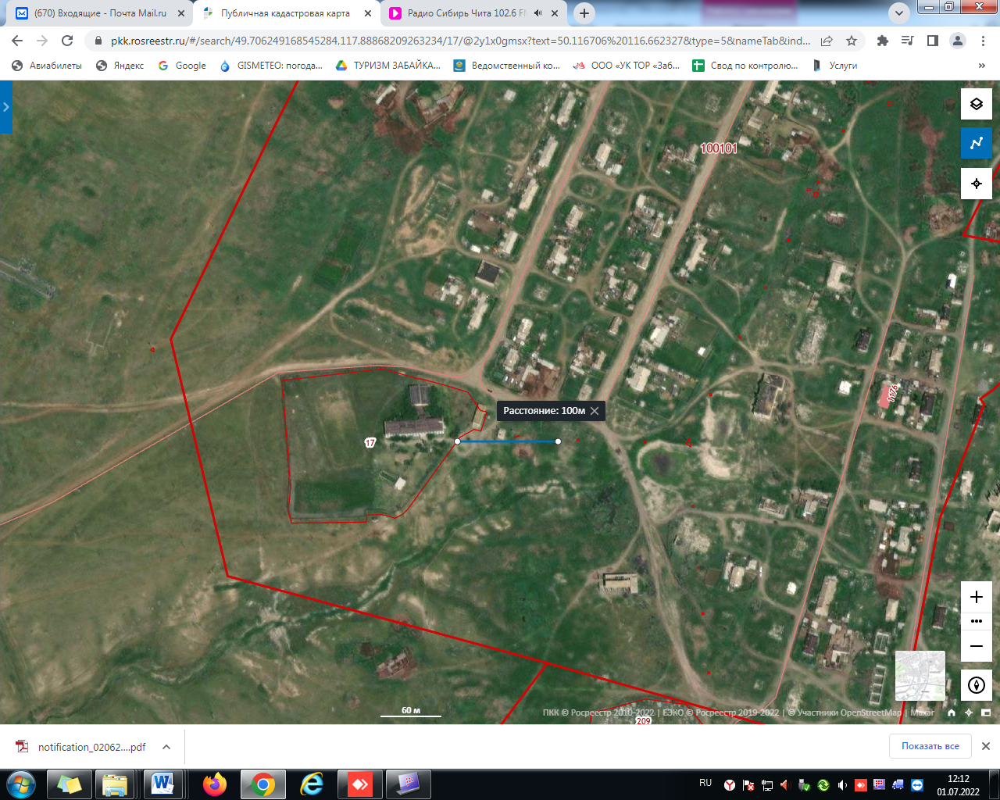 (670) Входящие - Почта Mail.ru
Публичная кадастровая карта
Радио Сибирь Чита 102.6 F
pkk.rosreestr.ru/#/search/49.706249168545284,117.88868209263234/17/@2y1x0gmsx?text=50.116706%20116.662327&type=5&nameTab&ind...
Авиабилеты
Яндекс
Google
GISMETEO: погода...
ТУРИЗМ ЗАБАЙКА...
Ведомственный ко...
ООО «УК ТОР «Заб...
Свод по контролю...
Услуги
»
100101
1176
Расстояние: 100м
17
60 м
ПКК © Росреестр 2010-2022 | ЕЭКО © Росреестр 2019-2022 | © Участники OpenStreetMap | Maxar
209
notification_02062....pdf
Показать все
RU
12:12
01.07.2022